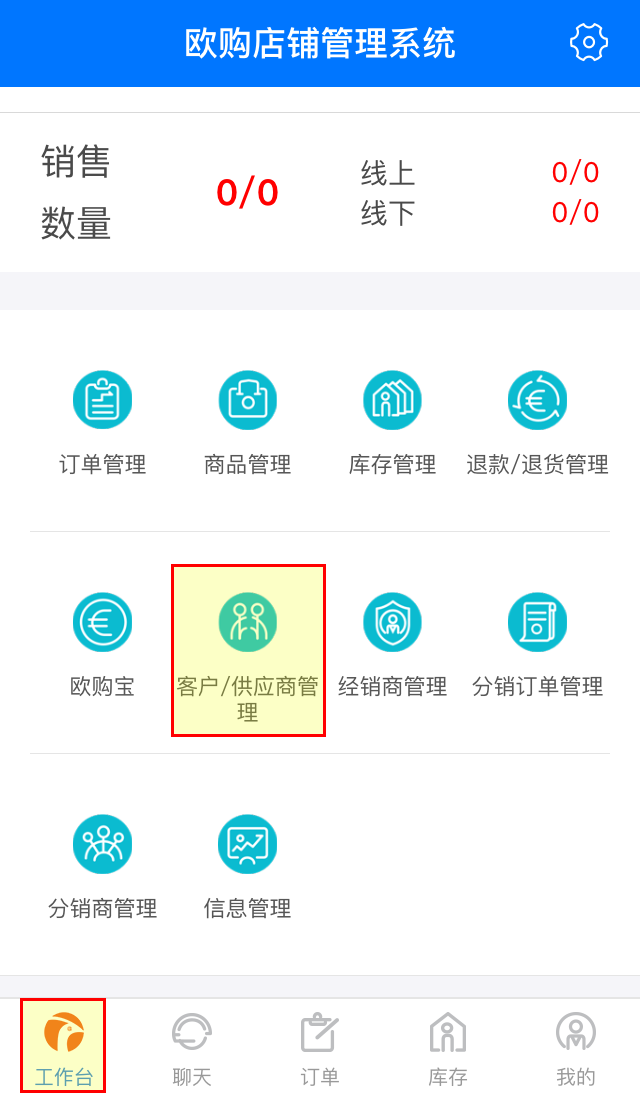 欧购店铺管理系统
销售
数量
0/0
线上
0/0
线下
0/0
订单管理
商品管理
库存管理
退款/退货管理
欧购宝
客户/供应商管
理
经销商管理
分销订单管理
分销商管理
信息管理
工作台
聊天
订单
库存
我的